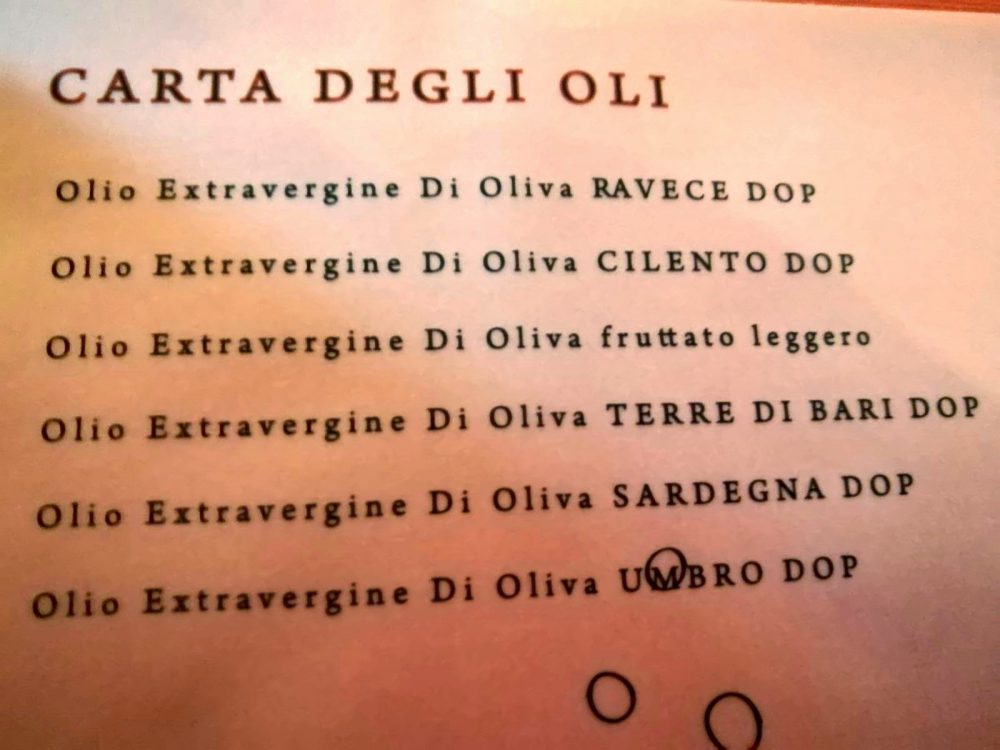 CARTA DEGLI OLI
Olio Extravergine Di Oliva RAVECE DOP
Olio Extravergine Di Oliva CILENTO DOP
Olio Extravergine Di Oliva fruttato leggero
Olio Extravergine Di Oliva TERRE DI BARI DOP
Olio Extravergine Di Oliva SARDEGNA DOP
Olio Extravergine Di Oliva UMBRO DOP